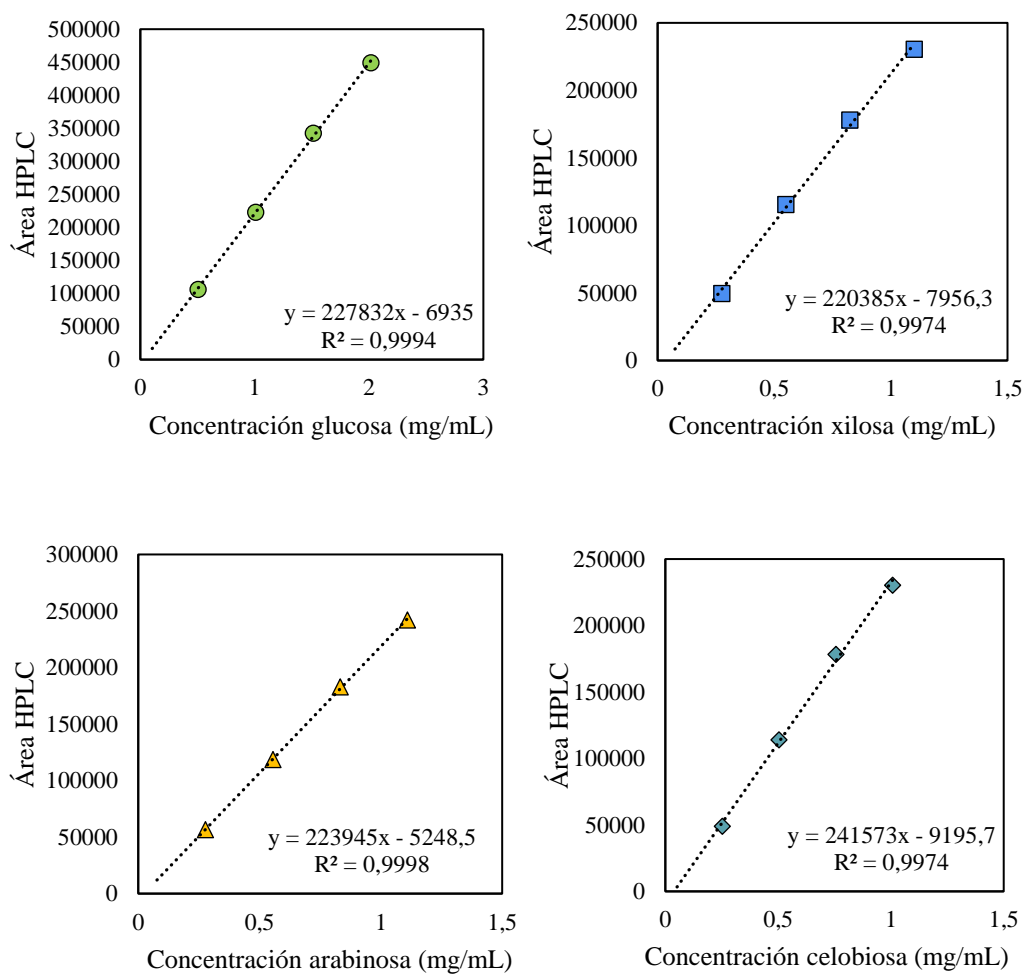 Área HPLC
500000
450000
400000
350000
300000
250000
200000
150000
100000
50000
0
0
1
2
3
y = 227832x - 6935
R² = 0,9994
Concentración glucosa (mg/mL)
Área HPLC
250000
200000
150000
100000
50000
0
0
0,5
1
1,5
y = 220385x - 7956,3
R² = 0,9974
Concentración xilosa (mg/mL)
Área HPLC
300000
250000
200000
150000
100000
50000
0
0
0,5
1
1,5
y = 223945x - 5248,5
R² = 0,9998
Concentración arabinosa (mg/mL)
Área HPLC
250000
200000
150000
100000
50000
0
0
0,5
1
1,5
y = 241573x - 9195,7
R² = 0,9974
Concentración celobiosa (mg/mL)